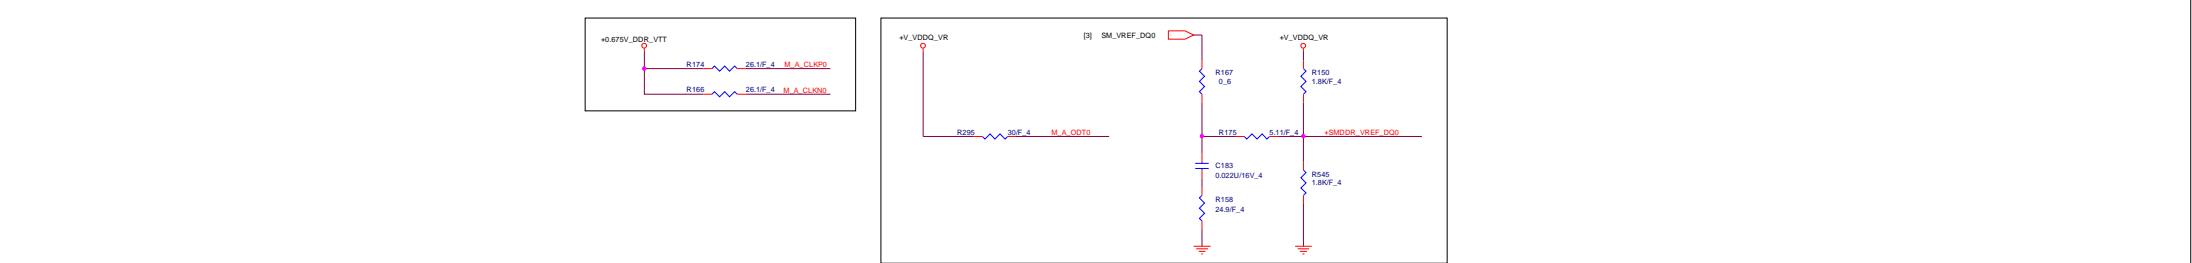 +0.675V_DDR_VTT
R174 26.1/F_4 M_A_CLKP0
R166 26.1/F_4 M_A_CLKN0
+V_VDDQ_VR
[3] SM_VREF_DQ0
+V_VDDQ_VR
R167
0_6
R150
1.8K/F_4
R295 30/F_4 M_A_ODT0
R175 5.11/F_4 +SMDDR_VREF_DQ0
C183
0.022U/16V_4
R545
1.8K/F_4
R158
24.9/F_4